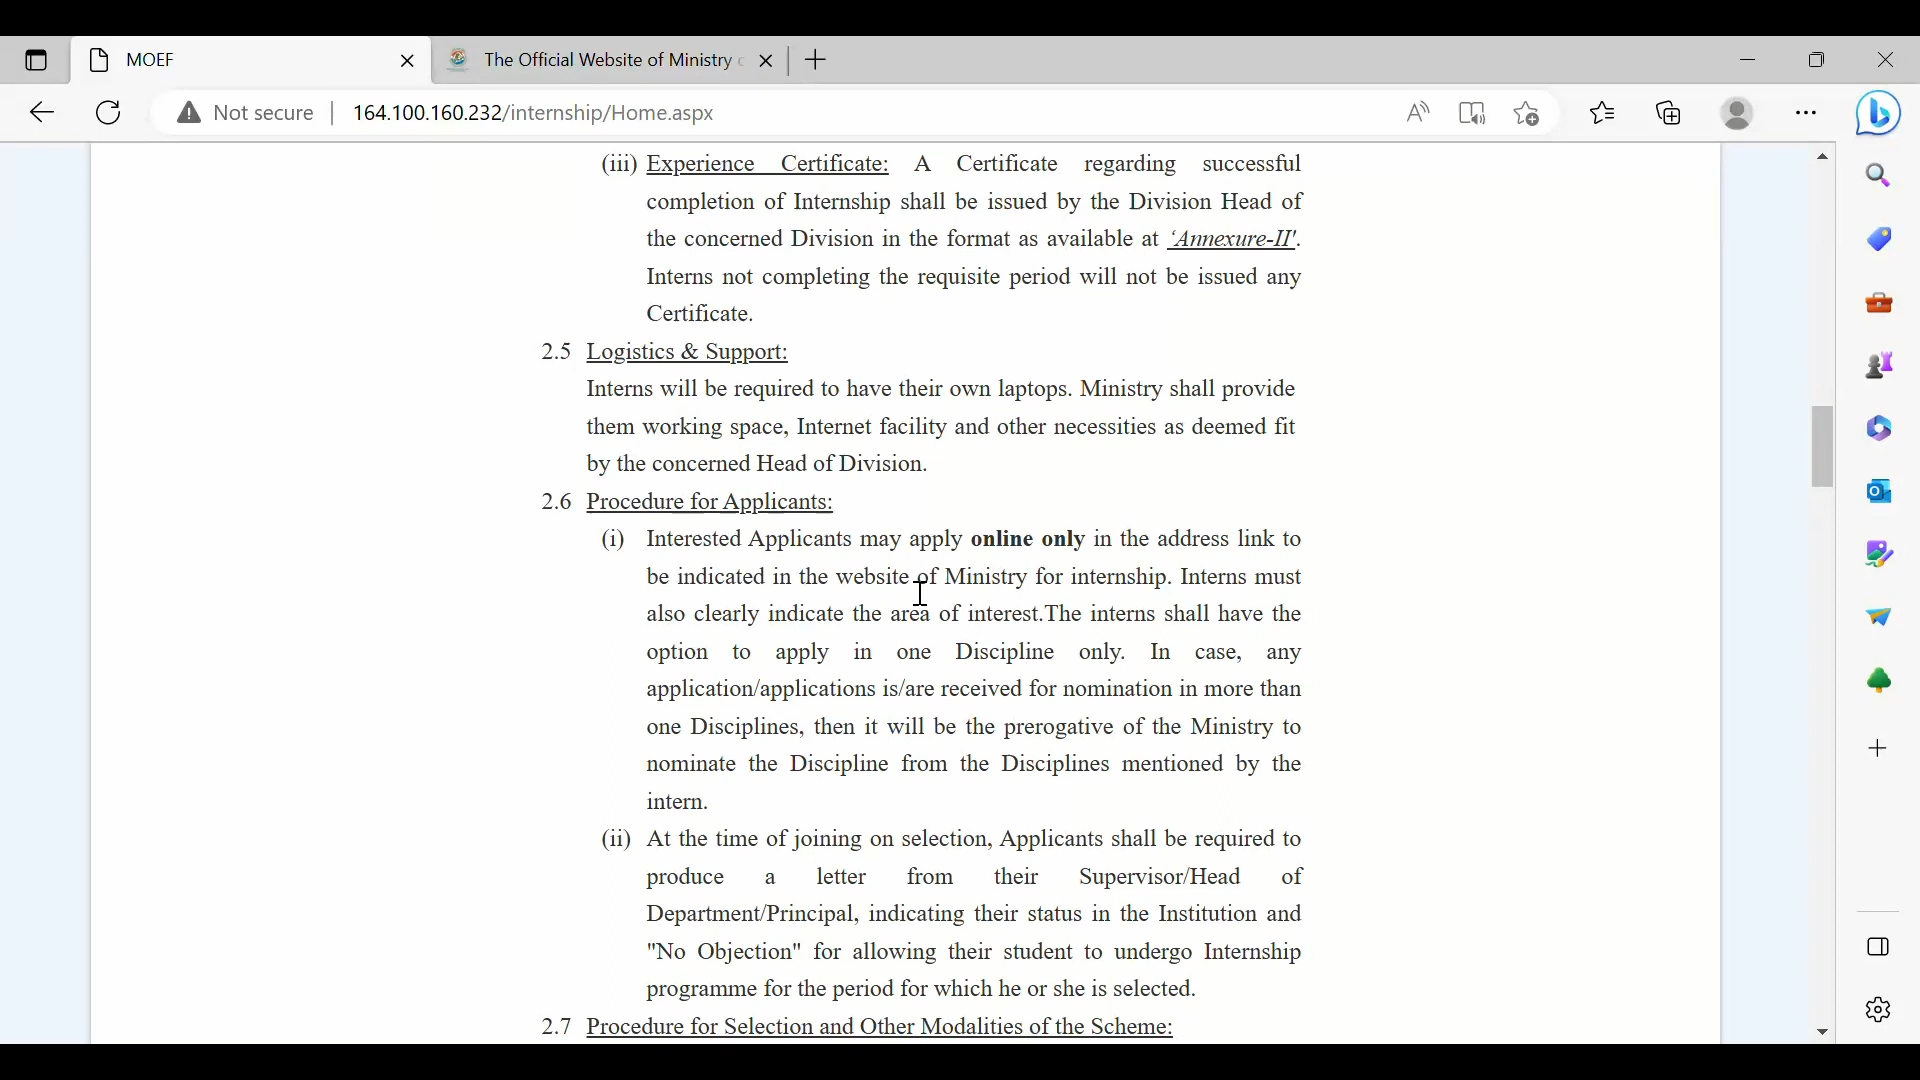 MOEF
The Official Website of Ministry
Not secure
164.100.160.232/internship/Home.aspx
(iii) Experience Certificate: A Certificate regarding successful
completion of Internship shall be issued by the Division Head of
the concerned Division in the format as available at ‘Annexure-II'.
Interns not completing the requisite period will not be issued any
Certificate.
2.5 Logistics & Support:
Interns will be required to have their own laptops. Ministry shall provide
them working space, Internet facility and other necessities as deemed fit
by the concerned Head of Division.
2.6 Procedure for Applicants:
(i) Interested Applicants may apply online only in the address link to
be indicated in the website of Ministry for internship. Interns must
also clearly indicate the area of interest.The interns shall have the
option to apply in one Discipline only. In case, any
application/applications is/are received for nomination in more than
one Disciplines, then it will be the prerogative of the Ministry to
nominate the Discipline from the Disciplines mentioned by the
intern.
(ii) At the time of joining on selection, Applicants shall be required to
produce a letter from their Supervisor/Head of
Department/Principal, indicating their status in the Institution and
"No Objection" for allowing their student to undergo Internship
programme for the period for which he or she is selected.
2.7 Procedure for Selection and Other Modalities of the Scheme: